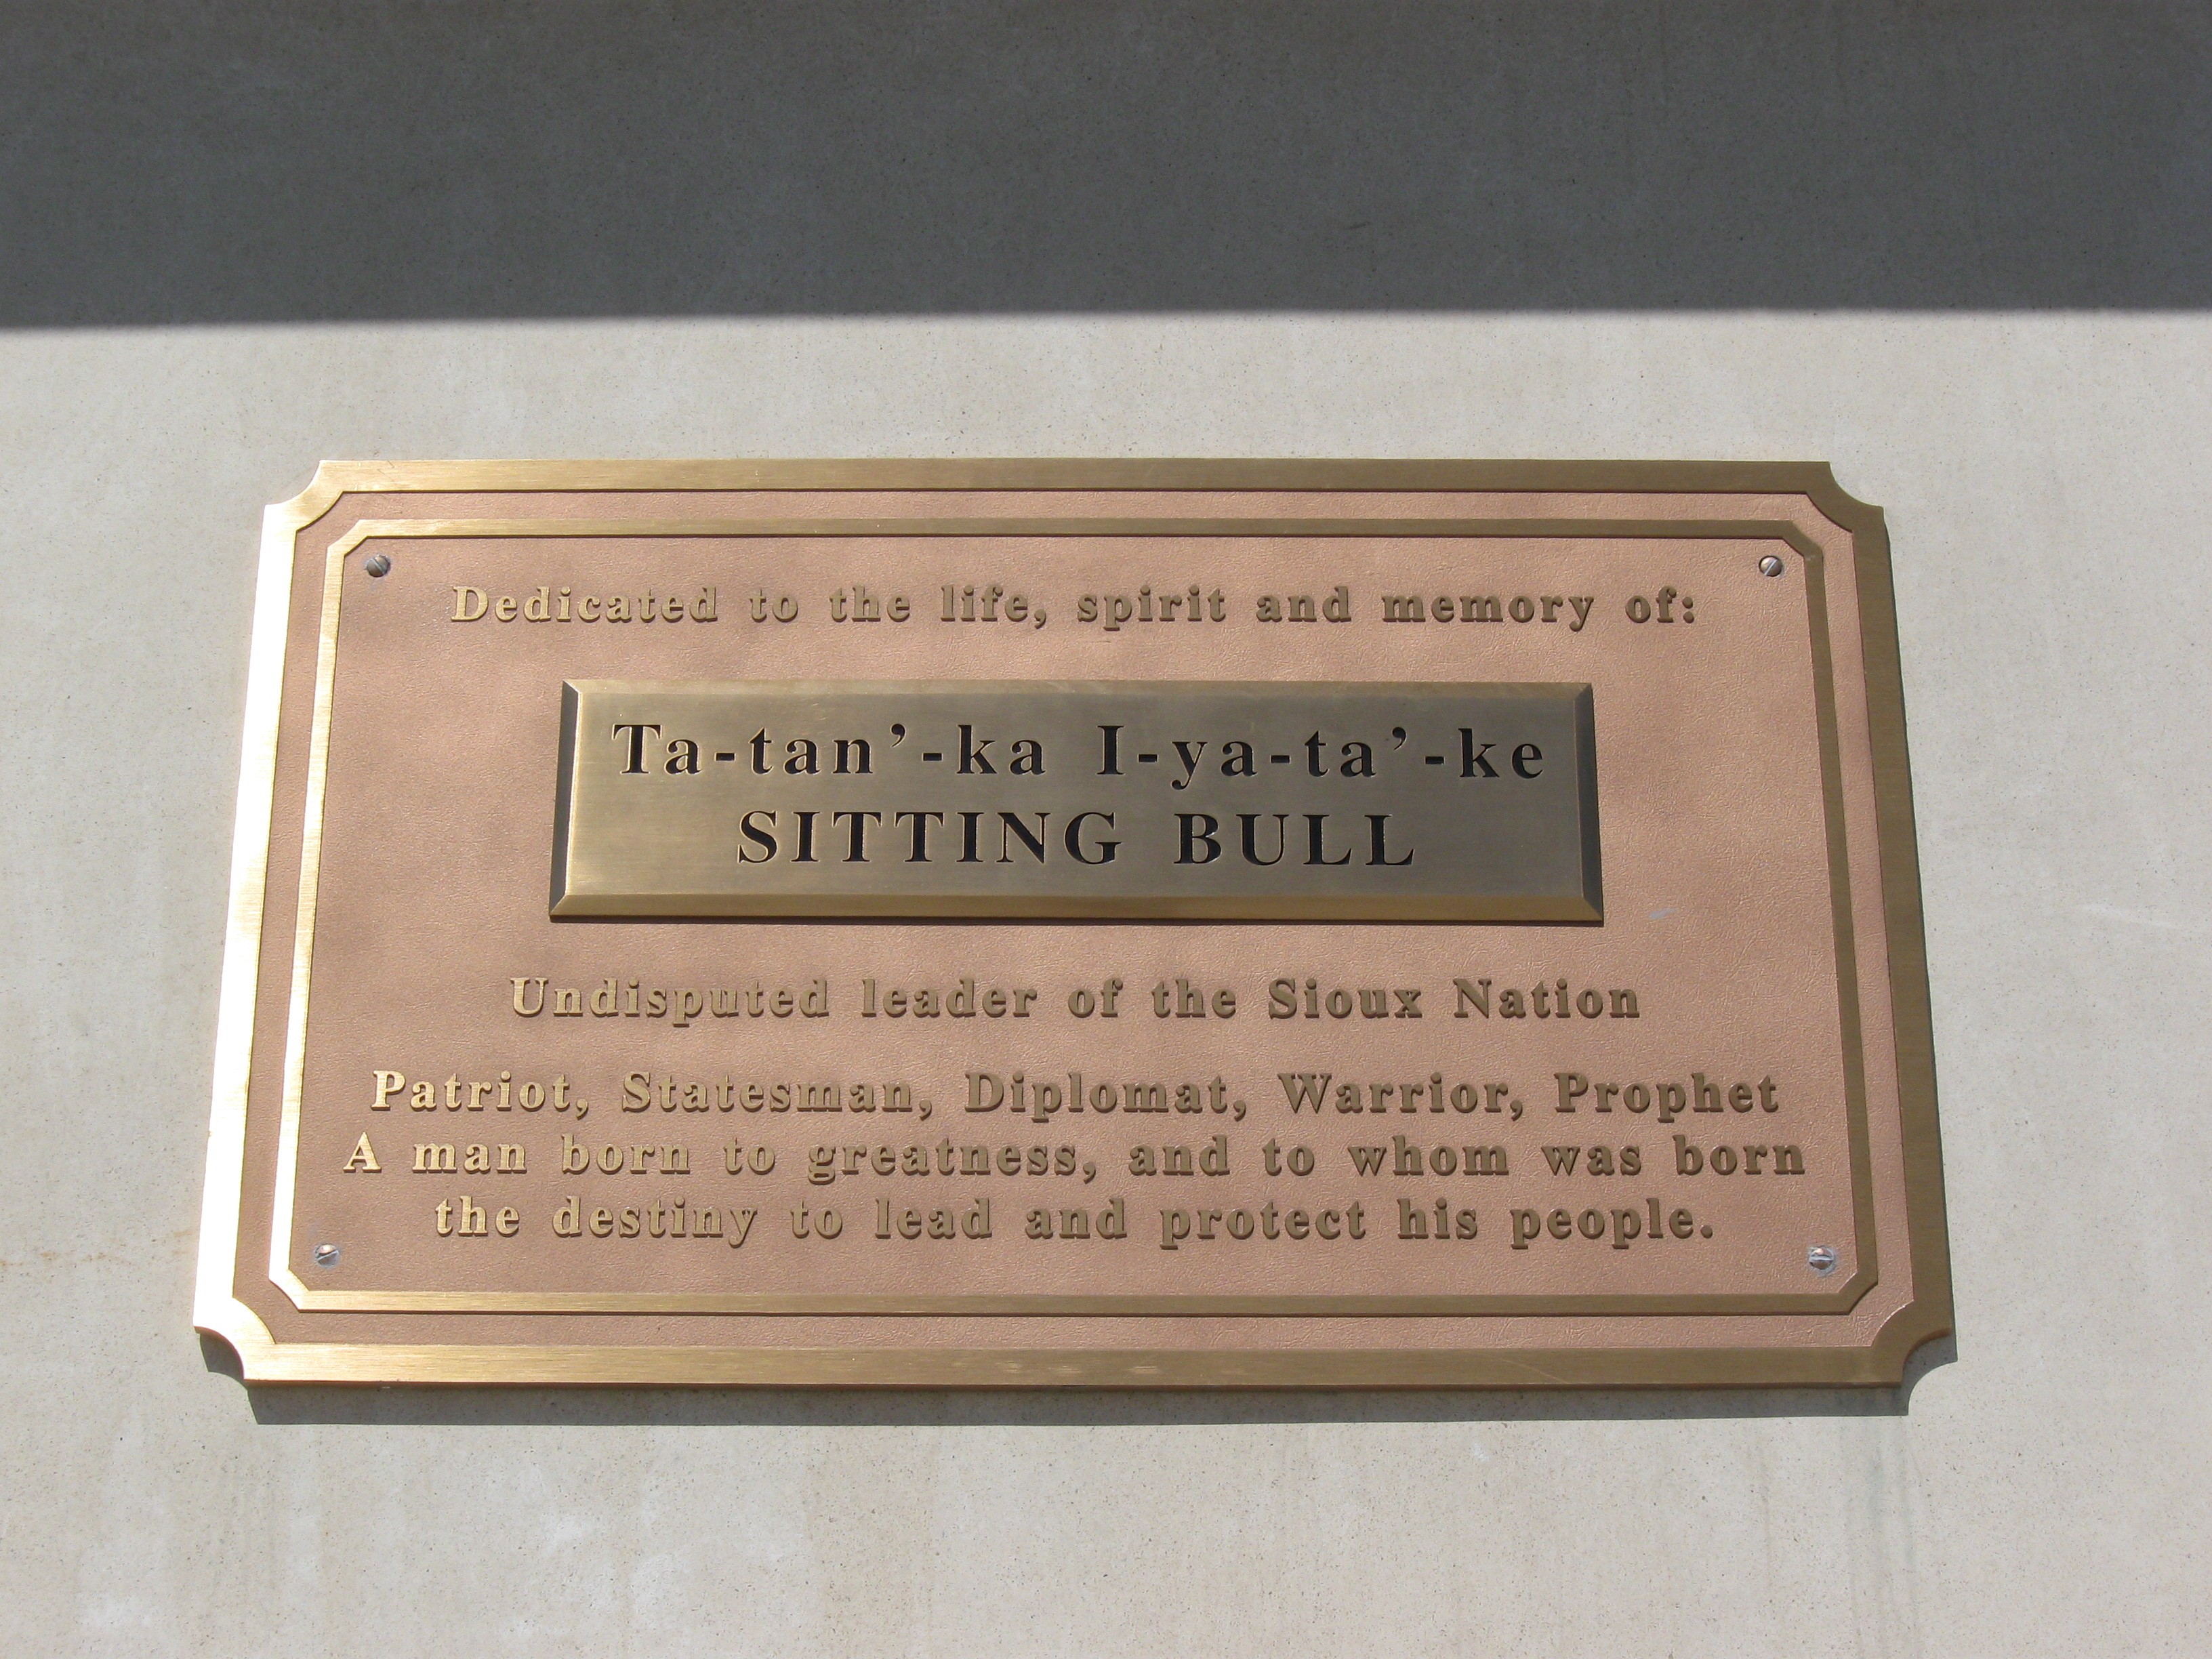 Dedicated to the life, spirit and memory of:
Ta-tan’-ka I-ya-ta’-ke
SITTING BULL
Undisputed leader of the Sioux Nation
Patriot, Statesman, Diplomat, Warrior, Prophet
A man born to greatness, and to whom was born
the destiny to lead and protect his people.